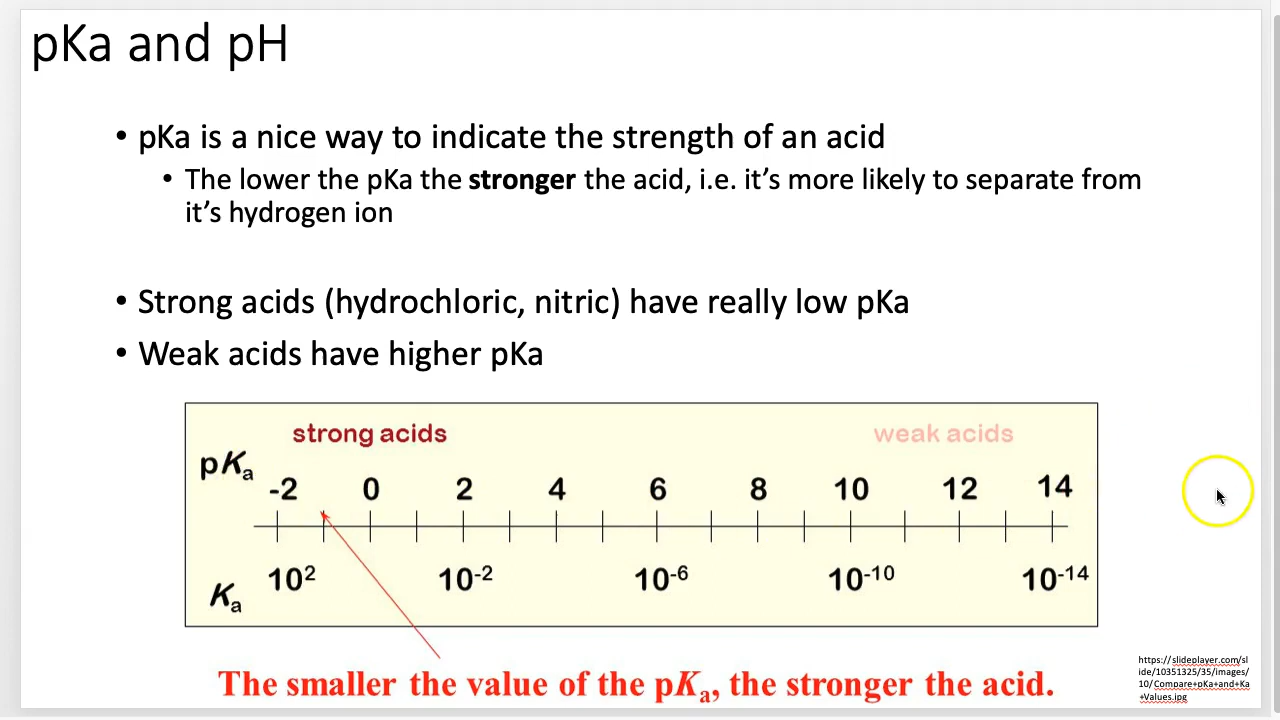 pKa and pH
• pKa is a nice way to indicate the strength of an acid
• The lower the pKa the stronger the acid, i.e. it’s more likely to separate from
it’s hydrogen ion
• Strong acids (hydrochloric, nitric) have really low pKa
• Weak acids have higher pKa
strong acids weak acids
pKa
-2 0 2 4 6 8 10 12 14
10² 10⁻² 10⁻⁶ 10⁻¹⁰ 10⁻¹⁴
Ka
The smaller the value of the pKa, the stronger the acid.
https://slideplayer.com/sl
ide/10351325/35/images/
10/Compare+pKa+and+Ka
+Values.jpg